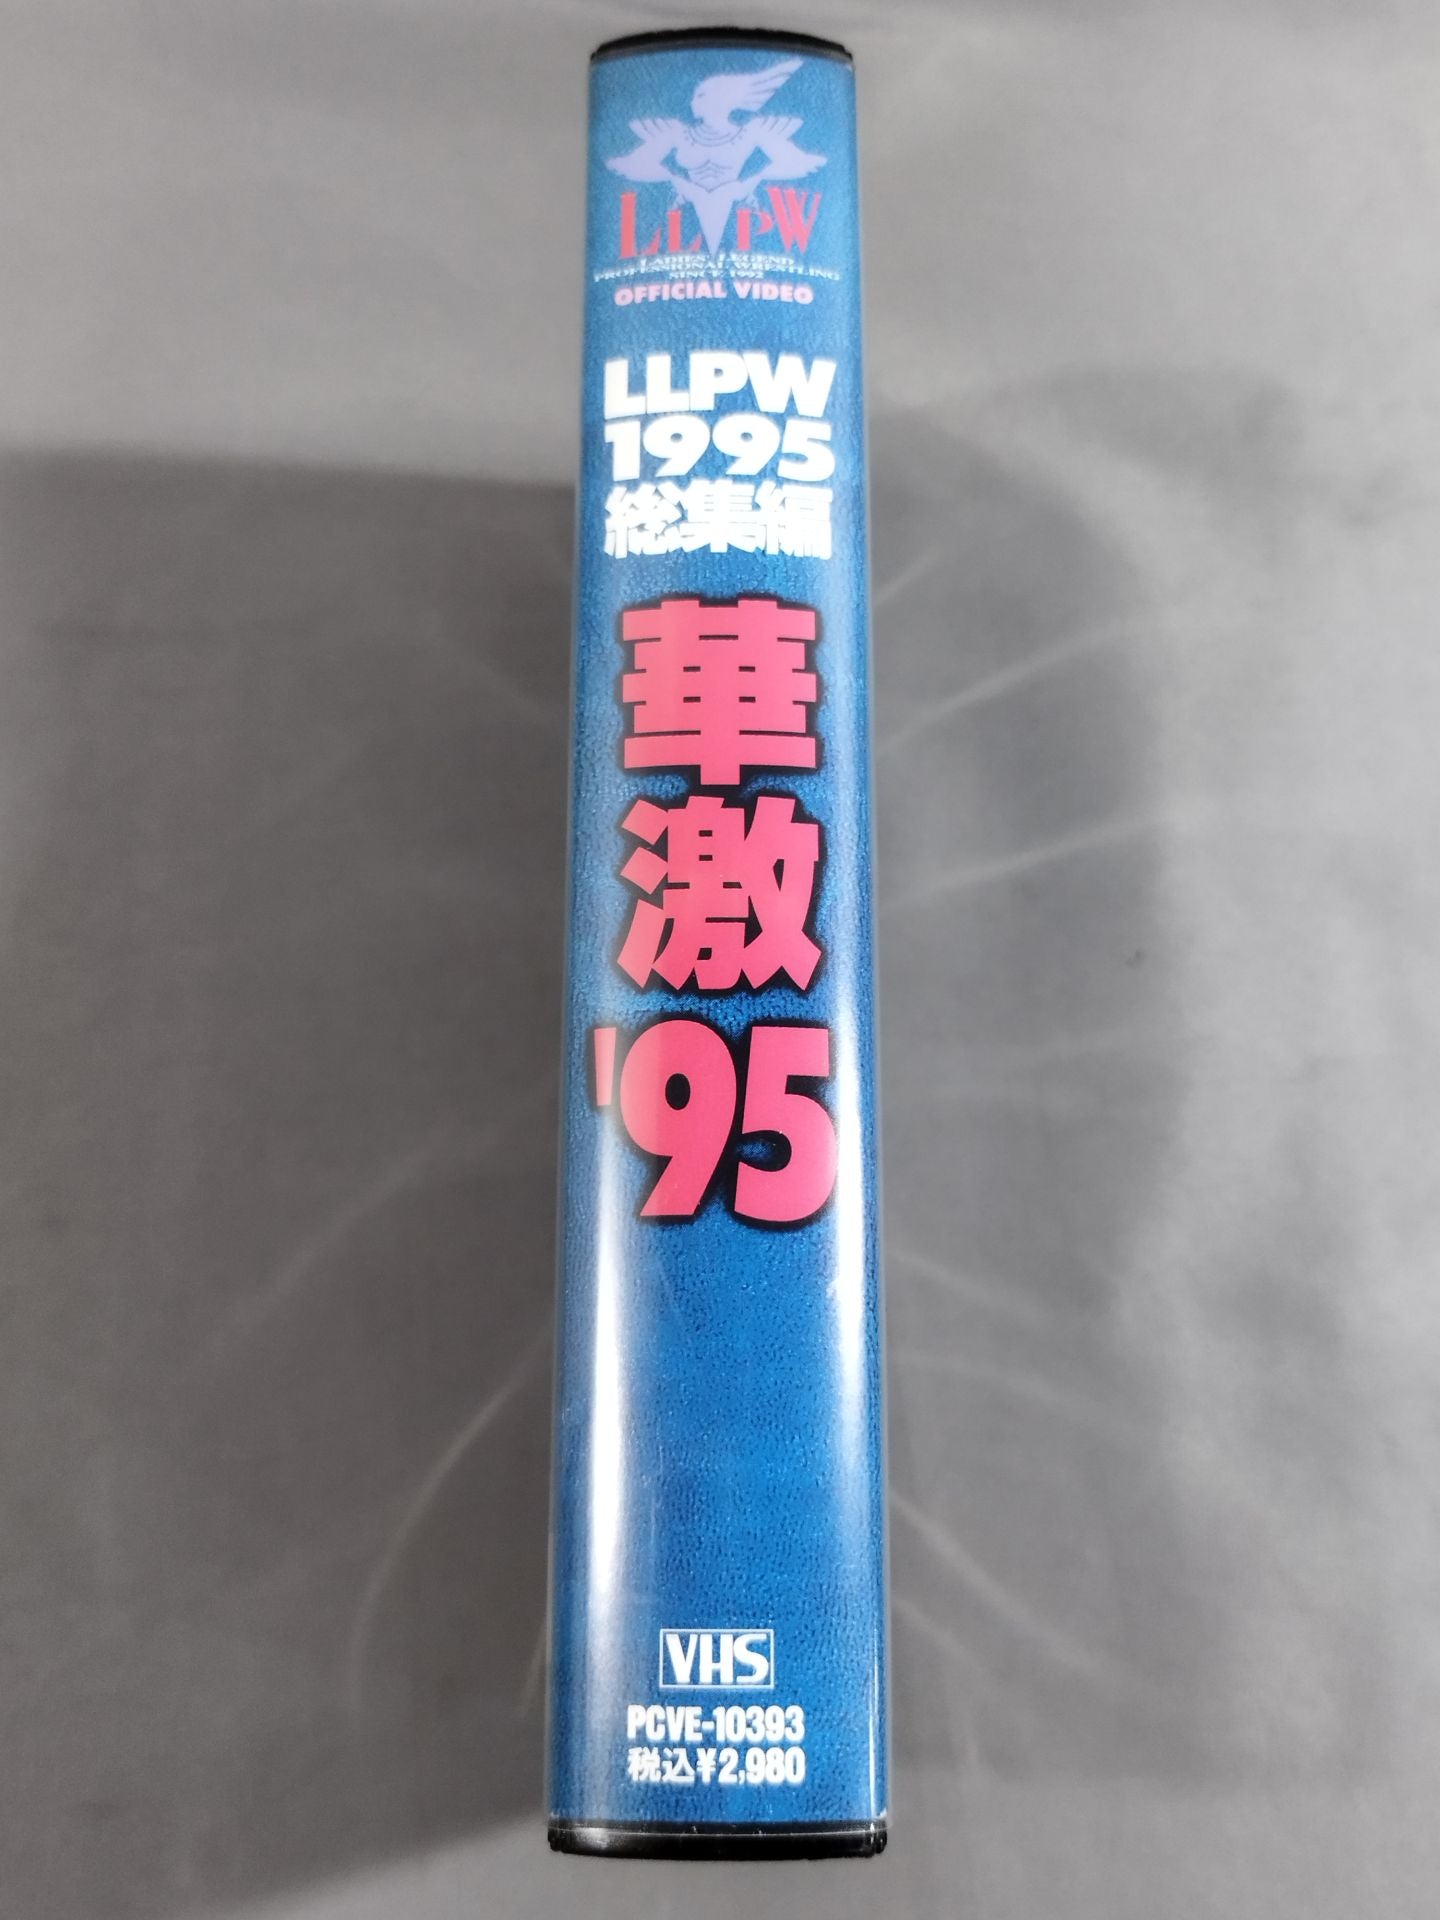 LLPW
LADIES' LEGEND
PROFESSIONAL WRESTLING
SINCE 1992
OFFICIAL VIDEO
LLPW
1995
総集編
華激
'95
VHS
PCVE-10393
税込¥2,980